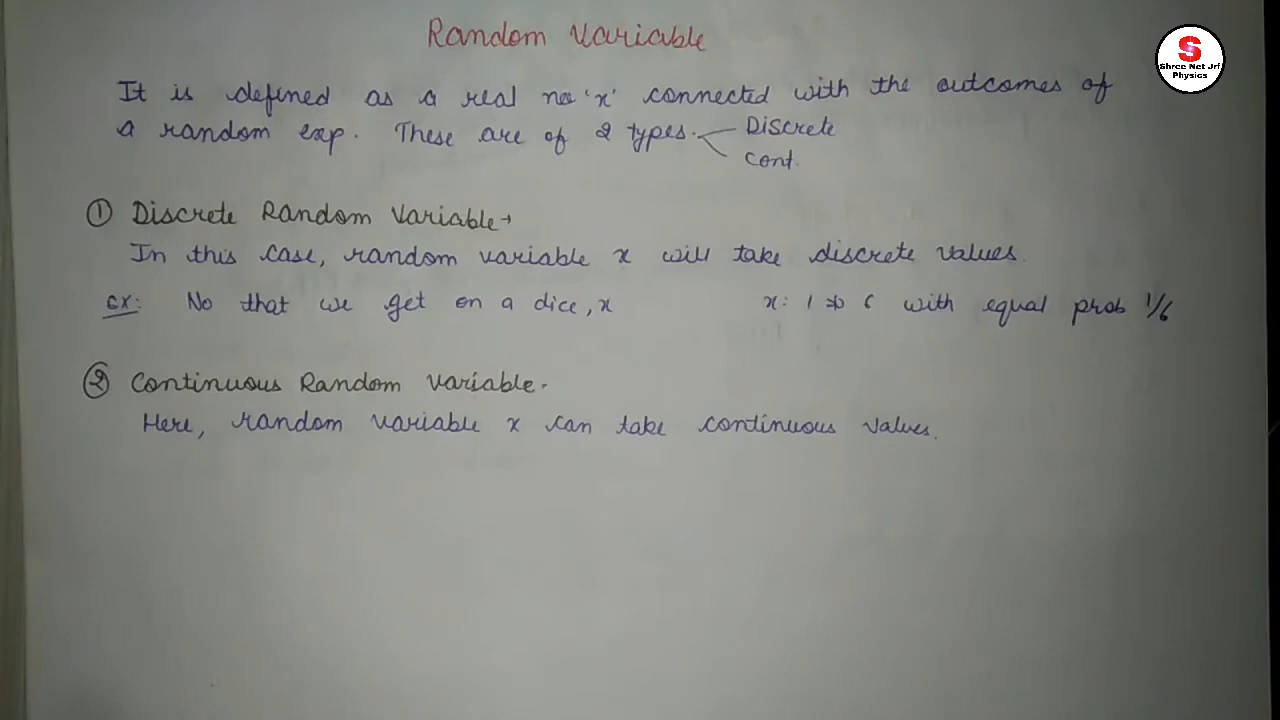 Random Variable
S
Shree Net Jrf
Physics
It is defined as a real no 'x' connected with the outcomes of
a random exp. These are of 2 types. Discrete
cont.
① Discrete Random Variable →
In this case, random variable x will take discrete values.
Ex: No that we get on a dice, x x: 1 to 6 with equal prob 1/6
② Continuous Random Variable.
Here, random variable x can take continuous values.